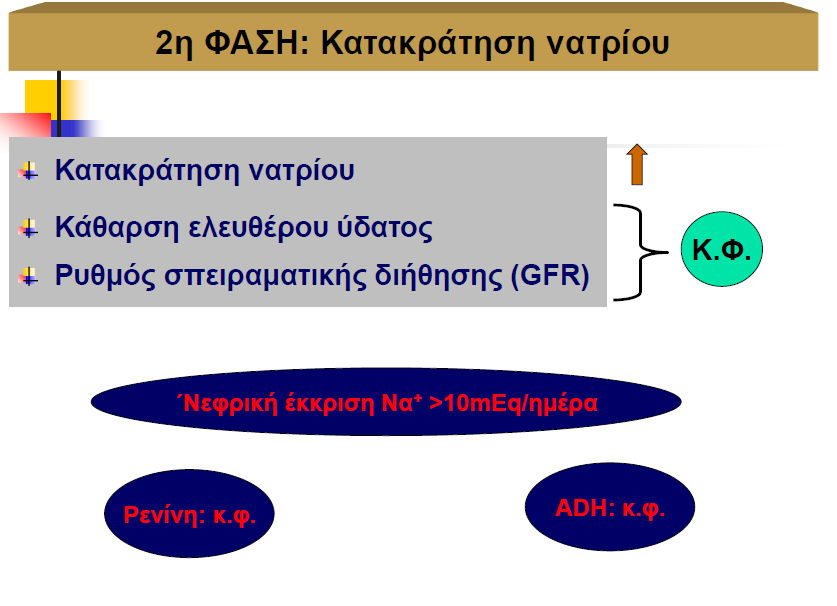 2η ΦΑΣΗ: Κατακράτηση νατρίου
Κατακράτηση νατρίου
Κάθαρση ελευθέρου ύδατος
Ρυθμός σπειραματικής διήθησης (GFR)
Κ.Φ.
΄Νεφρική έκκριση Να⁺ >10mEq/ημέρα
Ρενίνη: κ.φ.
ADH: κ.φ.